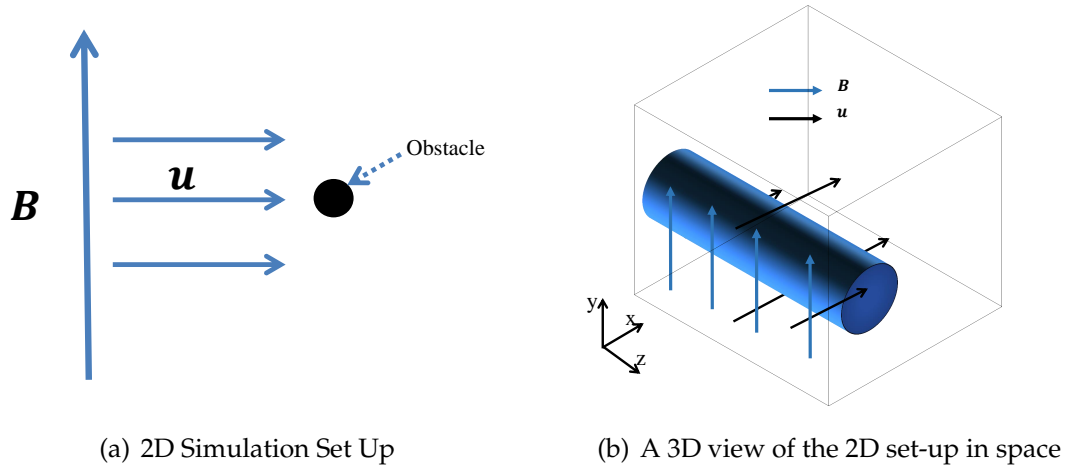 B
u
Obstacle
B
u
y
x
z
(a) 2D Simulation Set Up
(b) A 3D view of the 2D set-up in space